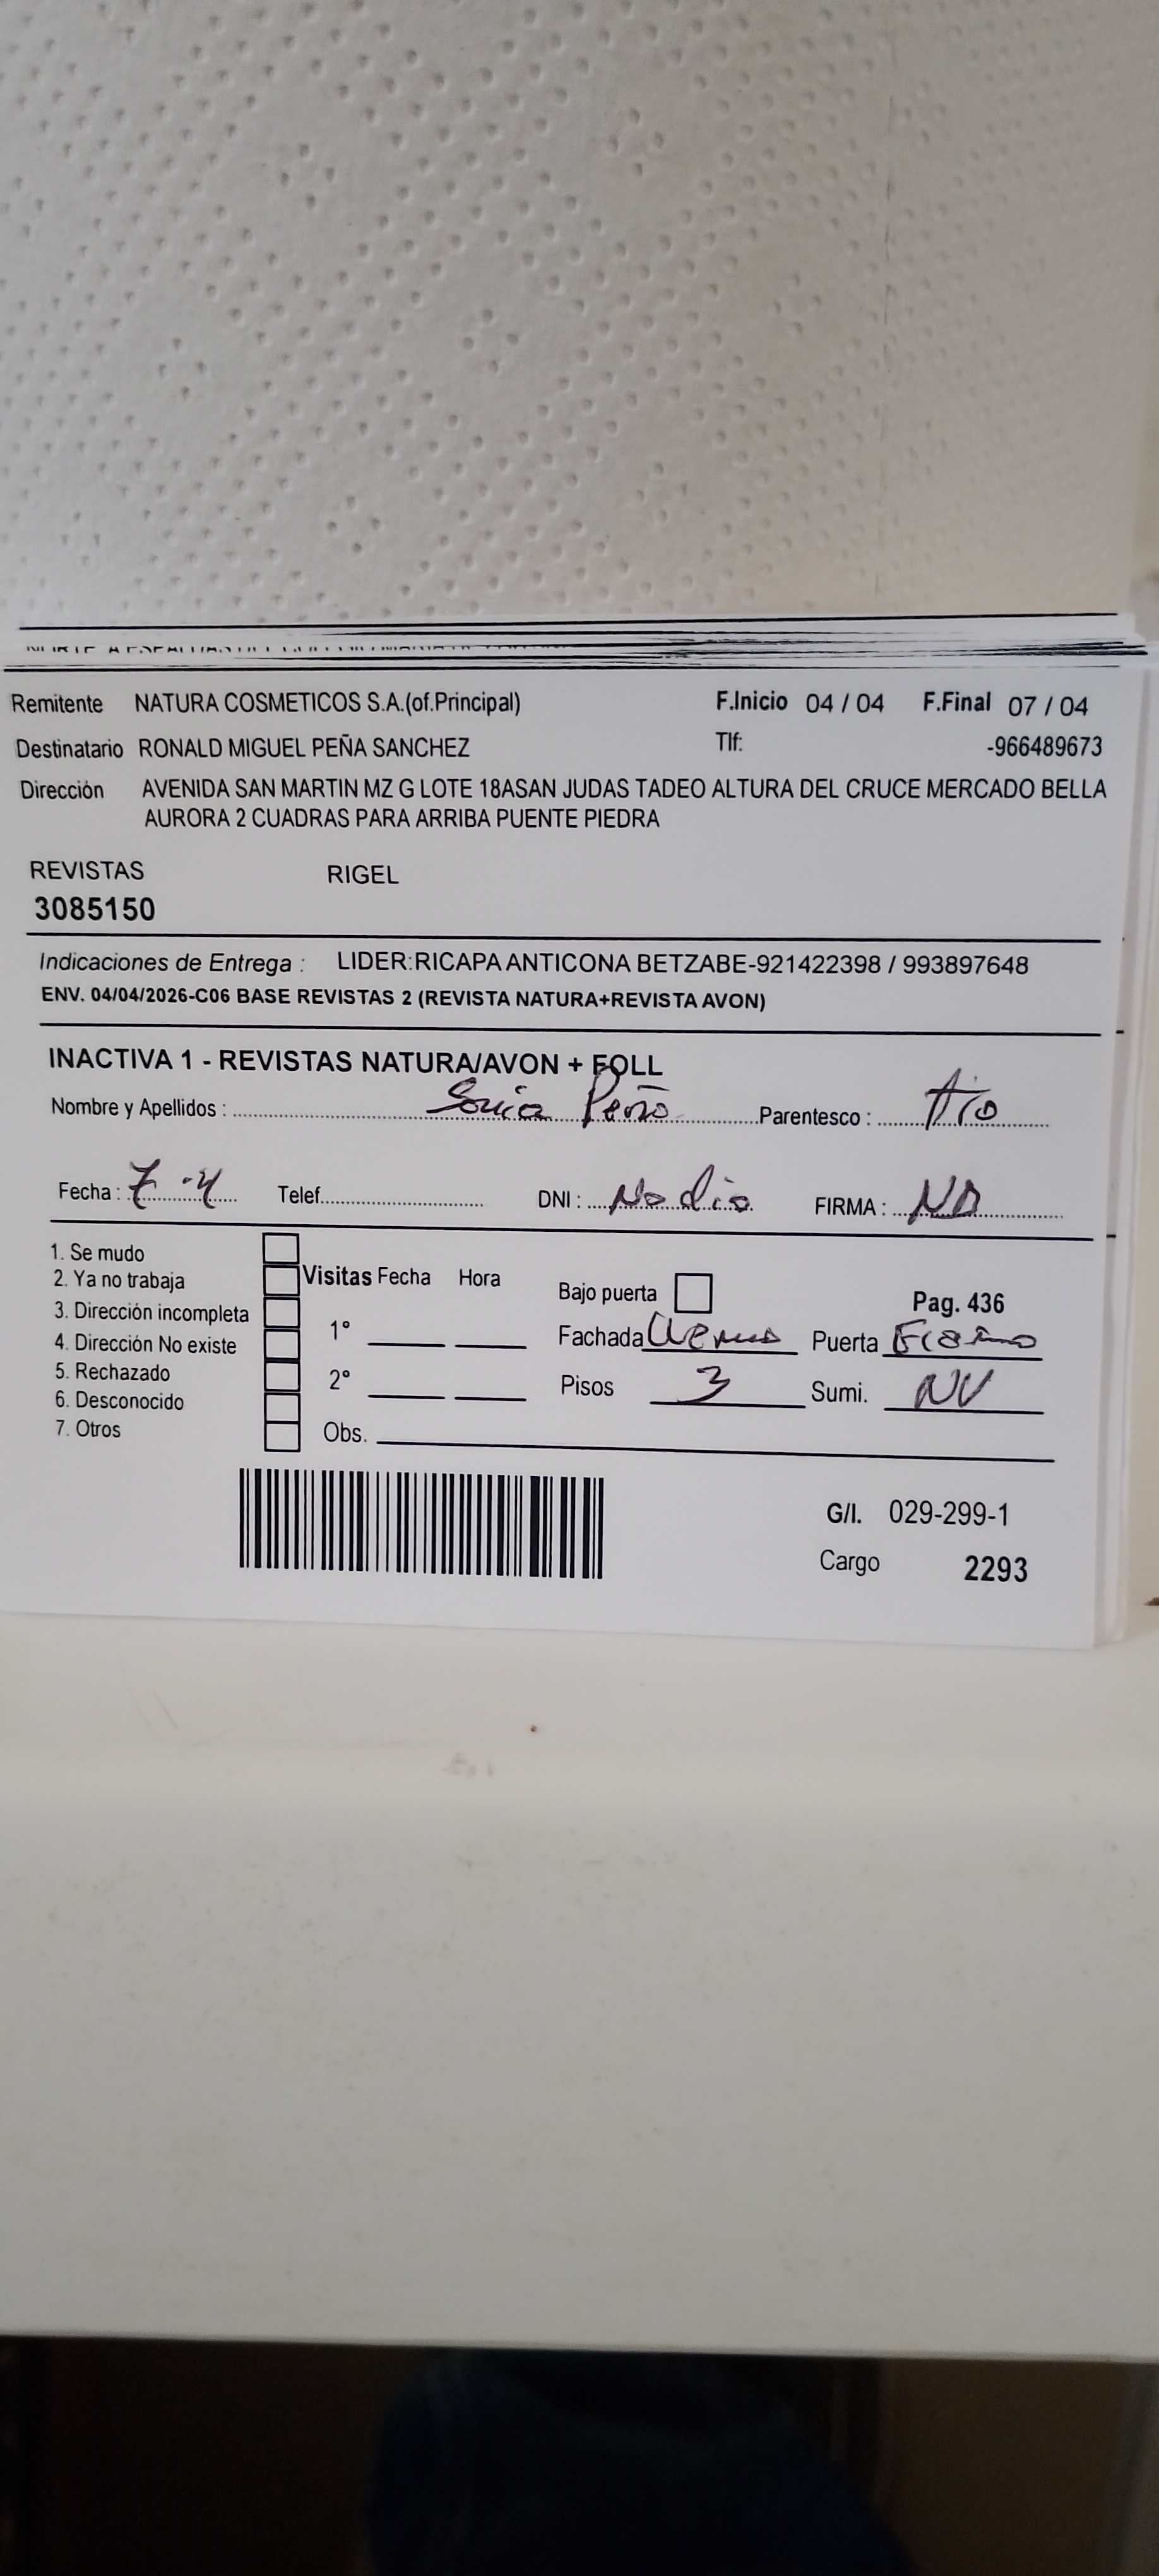 Remitente NATURA COSMETICOS S.A.(of.Principal) F.Inicio 04 / 04 F.Final 07 / 04
Destinatario RONALD MIGUEL PEÑA SANCHEZ Tlf: -966489673
Dirección AVENIDA SAN MARTIN MZ G LOTE 18ASAN JUDAS TADEO ALTURA DEL CRUCE MERCADO BELLA
AURORA 2 CUADRAS PARA ARRIBA PUENTE PIEDRA
REVISTAS RIGEL
3085150
Indicaciones de Entrega : LIDER:RICAPA ANTICONA BETZABE-921422398 / 993897648
ENV. 04/04/2026-C06 BASE REVISTAS 2 (REVISTA NATURA+REVISTA AVON)
INACTIVA 1 - REVISTAS NATURA/AVON + FOLL
Nombre y Apellidos : Sonia Peña Parentesco : tia
Fecha : 7-4 Telef. DNI : No dio FIRMA : ND
1. Se mudo
2. Ya no trabaja
3. Dirección incompleta
4. Dirección No existe
5. Rechazado
6. Desconocido
7. Otros
Visitas Fecha Hora
1°
2°
Obs.
Bajo puerta Pag. 436
Fachada Puerta
Pisos 3 Sumi. NV
G/I. 029-299-1
Cargo 2293